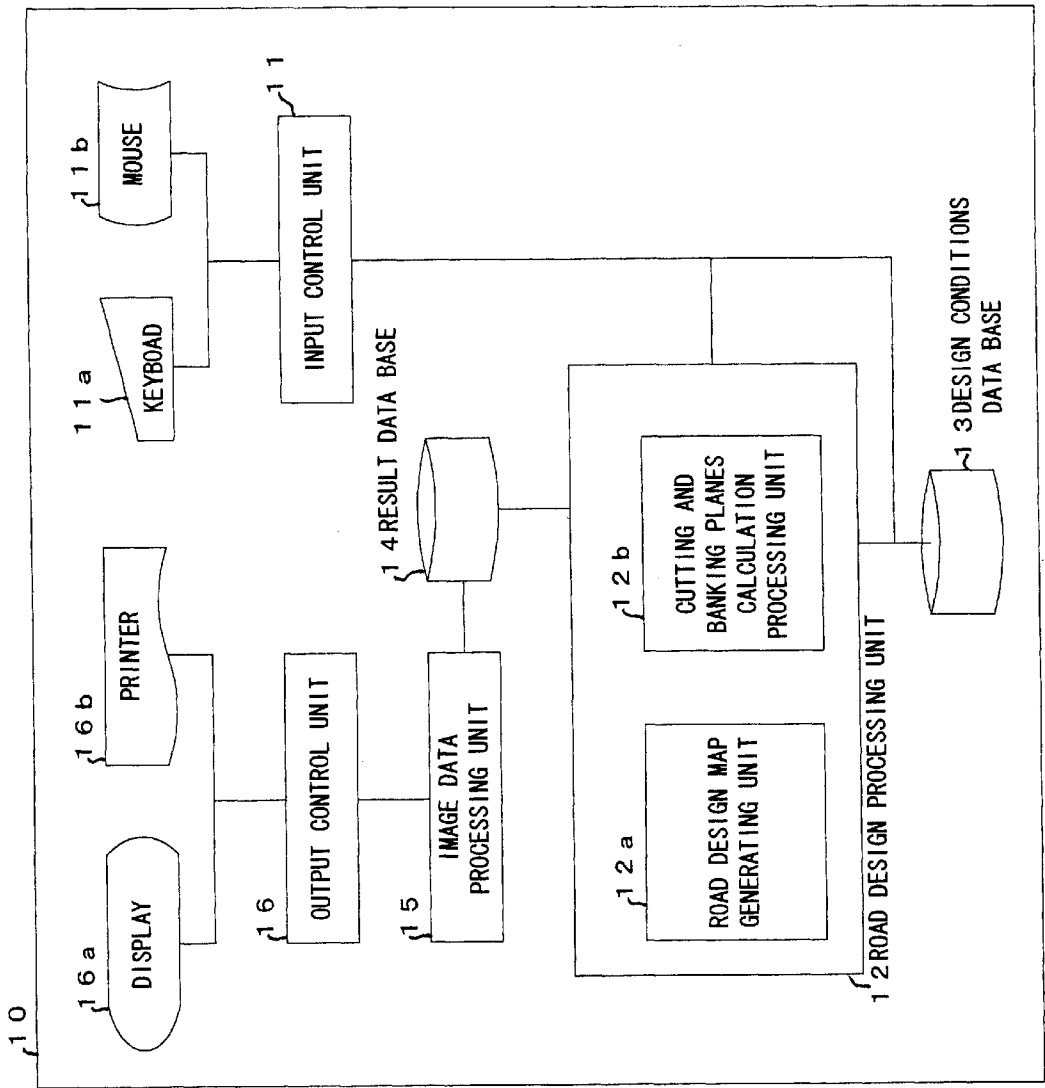 10
16a
DISPLAY
16b
PRINTER
11a
KEYBOAD
11b
MOUSE
16
OUTPUT CONTROL UNIT
11
INPUT CONTROL UNIT
15
IMAGE DATA
PROCESSING UNIT
14 RESULT DATA BASE
12a
ROAD DESIGN MAP
GENERATING UNIT
12b
CUTTING AND
BANKING PLANES
CALCULATION
PROCESSING UNIT
12 ROAD DESIGN PROCESSING UNIT
13 DESIGN CONDITIONS
DATA BASE